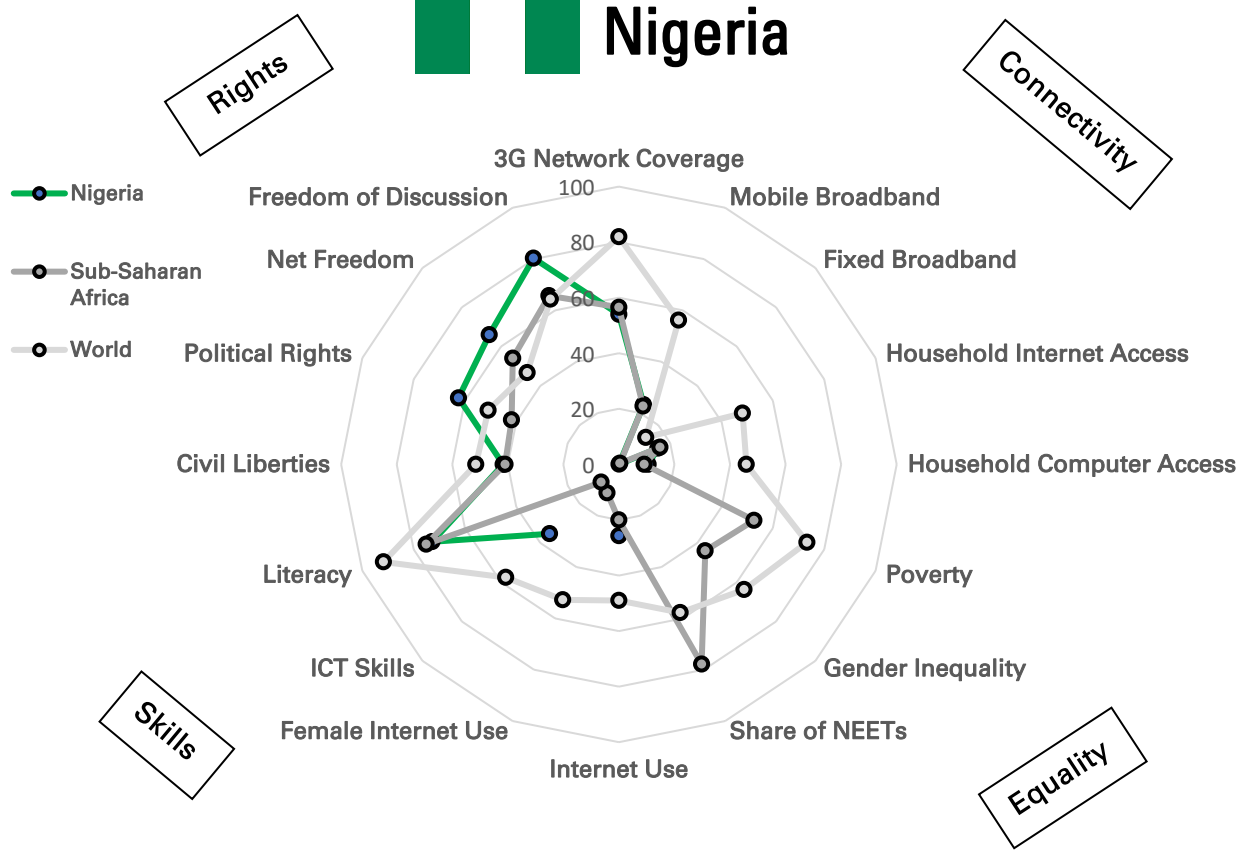 Nigeria
Rights
Connectivity
3G Network Coverage
Freedom of Discussion
Mobile Broadband
Net Freedom
Fixed Broadband
Political Rights
Household Internet Access
Civil Liberties
Household Computer Access
Literacy
Poverty
ICT Skills
Gender Inequality
Female Internet Use
Share of NEETs
Internet Use
100
80
60
40
20
0
Nigeria
Sub-Saharan
Africa
World
Skills
Equality